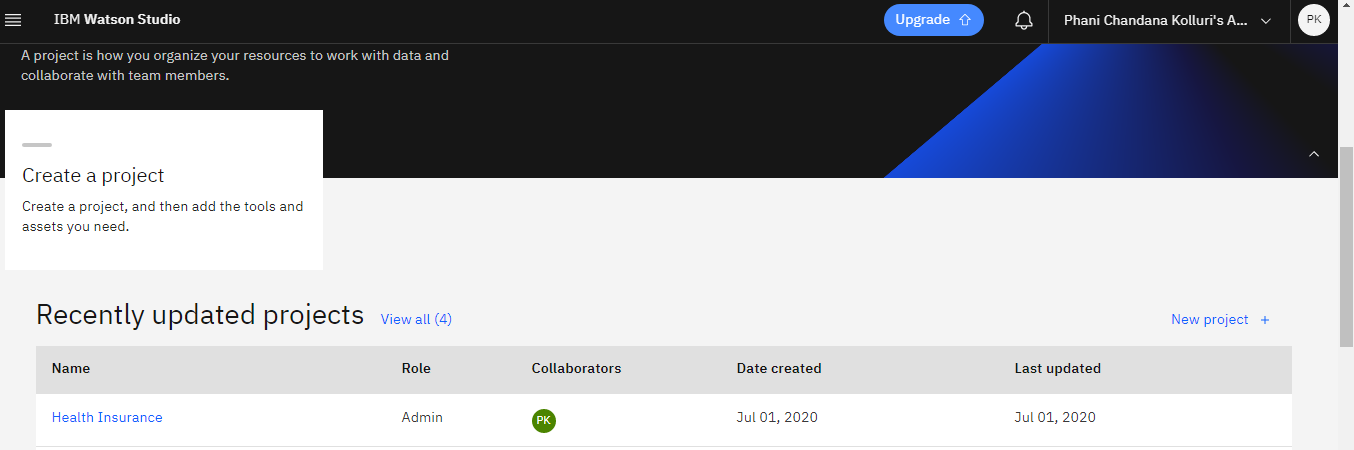 IBM Watson Studio
Upgrade
Phani Chandana Kolluri's A...
PK
A project is how you organize your resources to work with data and
collaborate with team members.
Create a project
Create a project, and then add the tools and
assets you need.
Recently updated projects
View all (4)
New project +
Name Role Collaborators Date created Last updated
Health Insurance Admin PK Jul 01, 2020 Jul 01, 2020